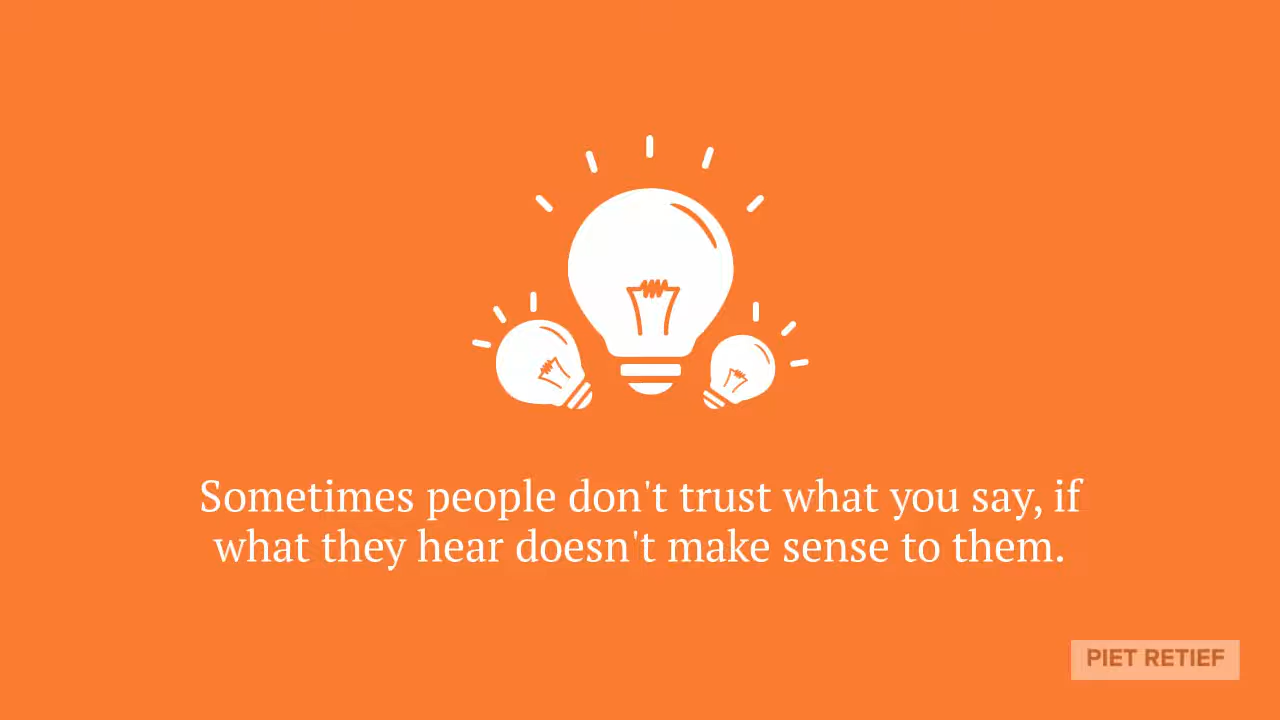 Sometimes people don't trust what you say, if
what they hear doesn't make sense to them.
PIET RETIEF